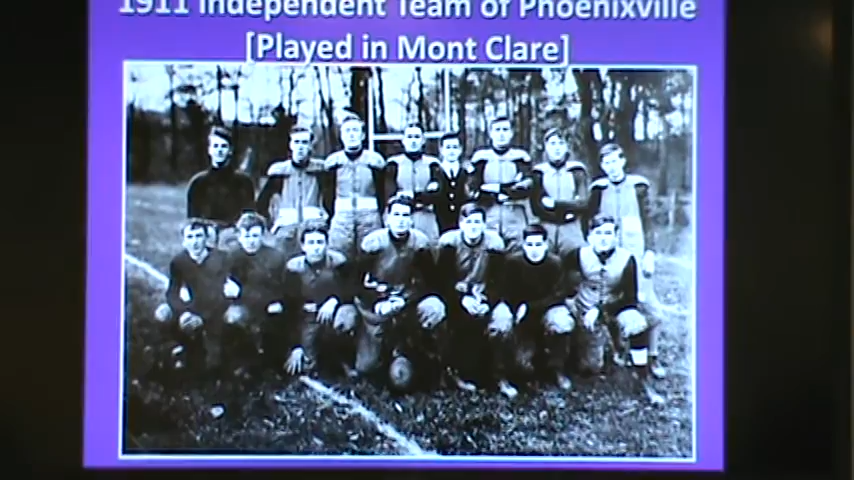 1911 Independent Team of Phoenixville
[Played in Mont Clare]